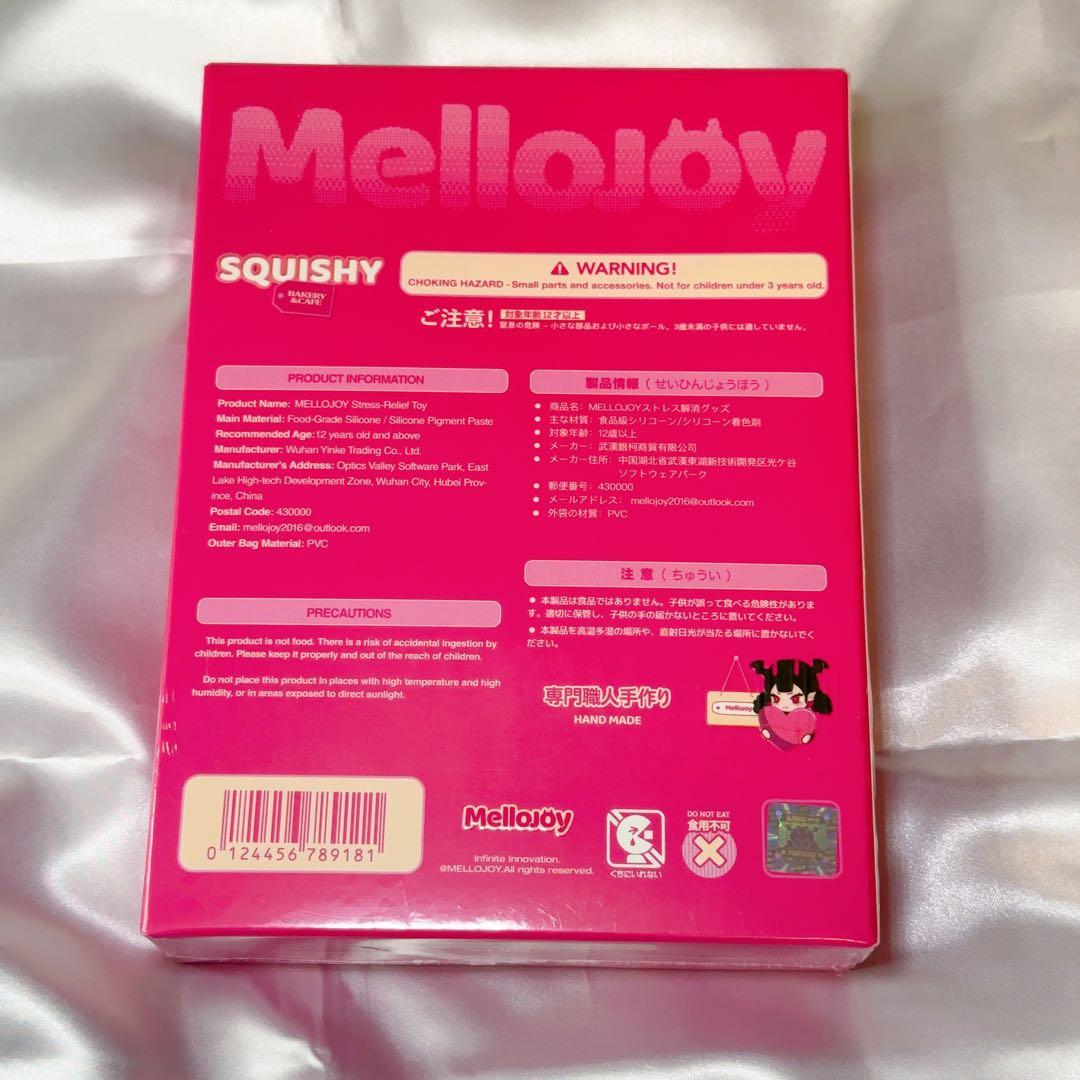 Mellojoy
SQUISHY
BAKERY
&CAFE
WARNING!
CHOKING HAZARD - Small parts and accessories. Not for children under 3 years old.
ご注意! 対象年齢12才以上
窒息の危険 - 小さな部品および小さなボール。3歳未満の子供には適していません。
PRODUCT INFORMATION
Product Name: MELLOJOY Stress-Relief Toy
Main Material: Food-Grade Silicone / Silicone Pigment Paste
Recommended Age:12 years old and above
Manufacturer: Wuhan Yinke Trading Co., Ltd.
Manufacturer's Address: Optics Valley Software Park, East
Lake High-tech Development Zone, Wuhan City, Hubei Prov-
ince, China
Postal Code: 430000
Email: mellojoy2016@outlook.com
Outer Bag Material: PVC
製品情報（せいひんじょうほう）
● 商品名: MELLOJOYストレス解消グッズ
● 主な材質: 食品級シリコーン/シリコーン着色剤
● 対象年齢: 12歳以上
● メーカー: 武漢銀柯商貿有限公司
● メーカー住所: 中国湖北省武漢東湖新技術開発区光ケ谷
ソフトウェアパーク
● 郵便番号: 430000
● メールアドレス: mellojoy2016@outlook.com
● 外袋の材質: PVC
PRECAUTIONS
This product is not food. There is a risk of accidental ingestion by
children. Please keep it properly and out of the reach of children.
Do not place this product in places with high temperature and high
humidity, or in areas exposed to direct sunlight.
注 意（ちゅうい）
● 本製品は食品ではありません。子供が誤って食べる危険性がありま
す。適切に保管し、子供の手の届かないところに置いてください。
● 本製品を高温多湿の場所や、直射日光が当たる場所に置かないでく
ださい。
専門職人手作り
HAND MADE
Mellojoy
0 124456 789181
Mellojoy
Infinite Innovation.
@MELLOJOY.All rights reserved.
くちにいれない
DO NOT EAT
食用不可